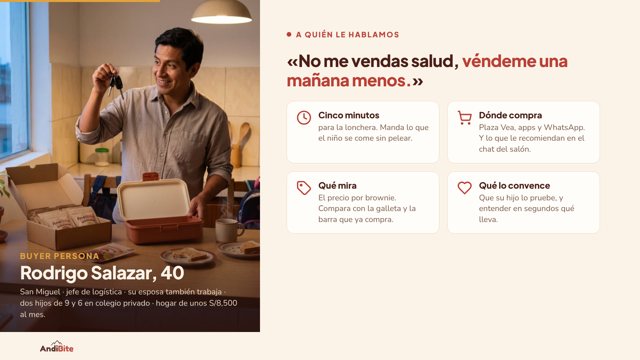 A QUIÉN LE HABLAMOS
«No me vendas salud, véndeme una
mañana menos.»
Cinco minutos
para la lonchera. Manda lo que
el niño se come sin pelear.
Dónde compra
Plaza Vea, apps y WhatsApp.
Y lo que le recomiendan en el
chat del salón.
Qué mira
El precio por brownie.
Compara con la galleta y la
barra que ya compra.
Qué lo convence
Que su hijo lo pruebe, y
entender en segundos qué
lleva.
BUYER PERSONA
Rodrigo Salazar, 40
San Miguel · jefe de logística · su esposa también trabaja ·
dos hijos de 9 y 6 en colegio privado · hogar de unos S/8,500
al mes.
AndiBite